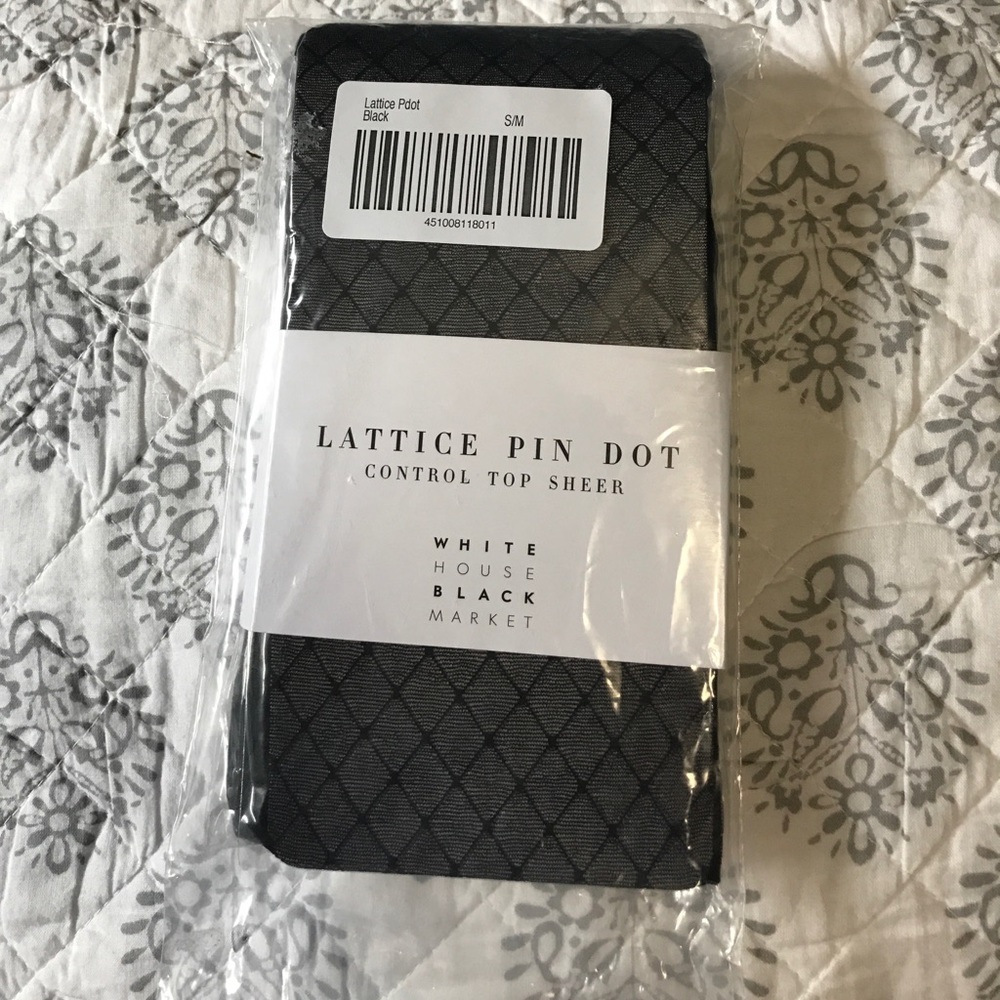 Lattice Pdot
Black S/M
451008118011
LATTICE PIN DOT
CONTROL TOP SHEER
WHITE
HOUSE
BLACK
MARKET